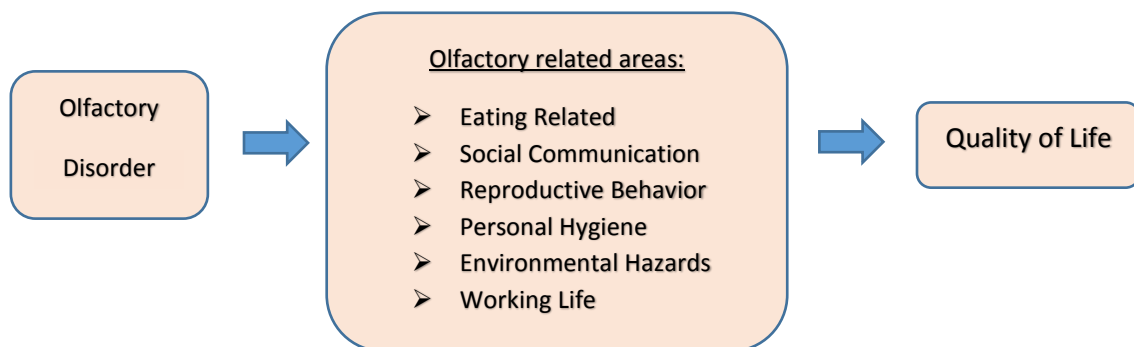 Olfactory
Disorder
Olfactory related areas:
➢ Eating Related
➢ Social Communication
➢ Reproductive Behavior
➢ Personal Hygiene
➢ Environmental Hazards
➢ Working Life
Quality of Life